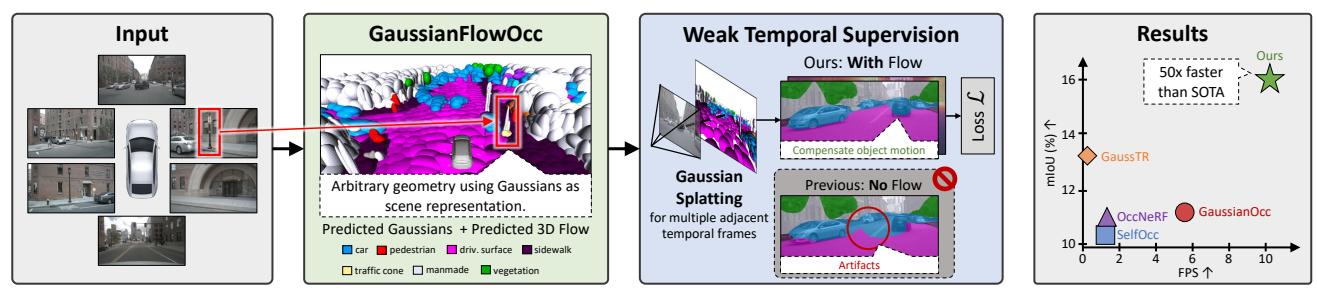 Input
GaussianFlowOcc
Arbitrary geometry using Gaussians as
scene representation.
Predicted Gaussians + Predicted 3D Flow
car
pedestrian
driv. surface
sidewalk
traffic cone
manmade
vegetation
Weak Temporal Supervision
Ours: With Flow
Compensate object motion
Loss ℒ
Gaussian
Splatting
for multiple adjacent
temporal frames
Previous: No Flow
Artifacts
Results
Ours
50x faster
than SOTA
mIoU (%) ↑
16
14
12
10
GaussTR
OccNeRF
SelfOcc
GaussianOcc
0 2 4 6 8 10
FPS ↑